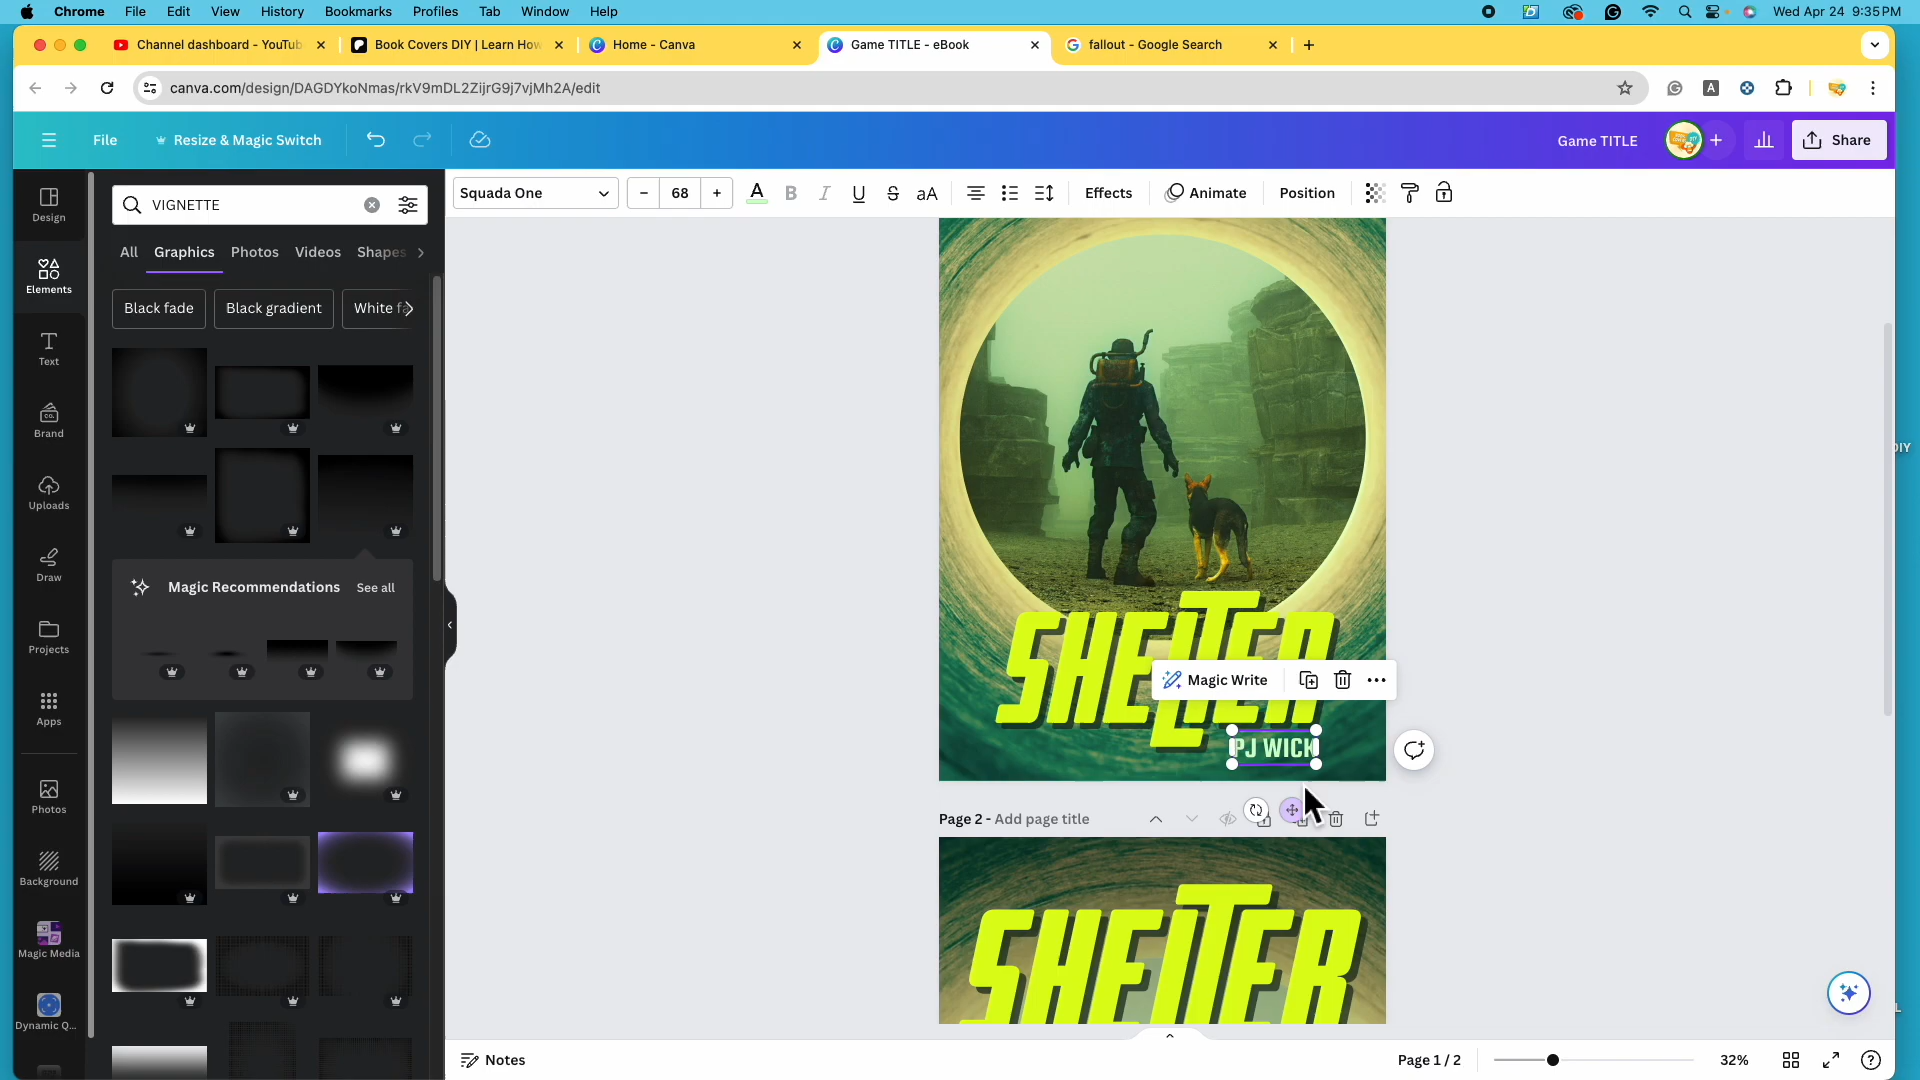 Chrome File Edit View History Bookmarks Profiles Tab Window Help Wed Apr 24 9:35 PM
Channel dashboard - YouTub Book Covers DIY | Learn How Home - Canva Game TITLE - eBook fallout - Google Search
canva.com/design/DAGDYkoNmas/rkV9mDL2ZijrG9j7vjMh2A/edit
File Resize & Magic Switch Game TITLE Share
Design
Elements
Text
Brand
Uploads
Draw
Projects
Apps
Photos
Background
Magic Media
Dynamic Q...
VIGNETTE
All Graphics Photos Videos Shapes
Black fade Black gradient White fa
Magic Recommendations See all
Squada One - 68 + A B I U S aA Effects Animate Position
SHELTER
Magic Write
PJ WICK
Page 2 - Add page title
SHELTER
Notes Page 1 / 2 32%
DIY